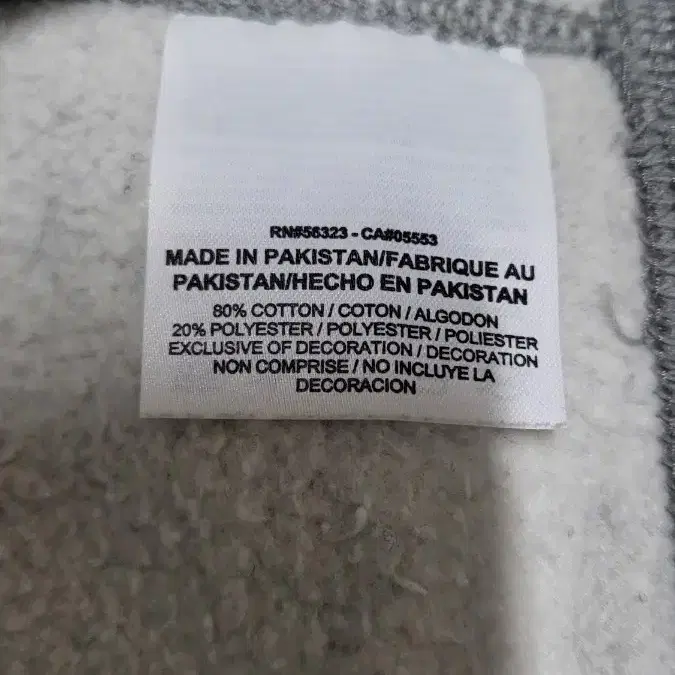 RN#56323 - CA#05553
MADE IN PAKISTAN/FABRIQUE AU
PAKISTAN/HECHO EN PAKISTAN
80% COTTON / COTON / ALGODON
20% POLYESTER / POLYESTER / POLIESTER
EXCLUSIVE OF DECORATION / DECORATION
NON COMPRISE / NO INCLUYE LA
DECORACION